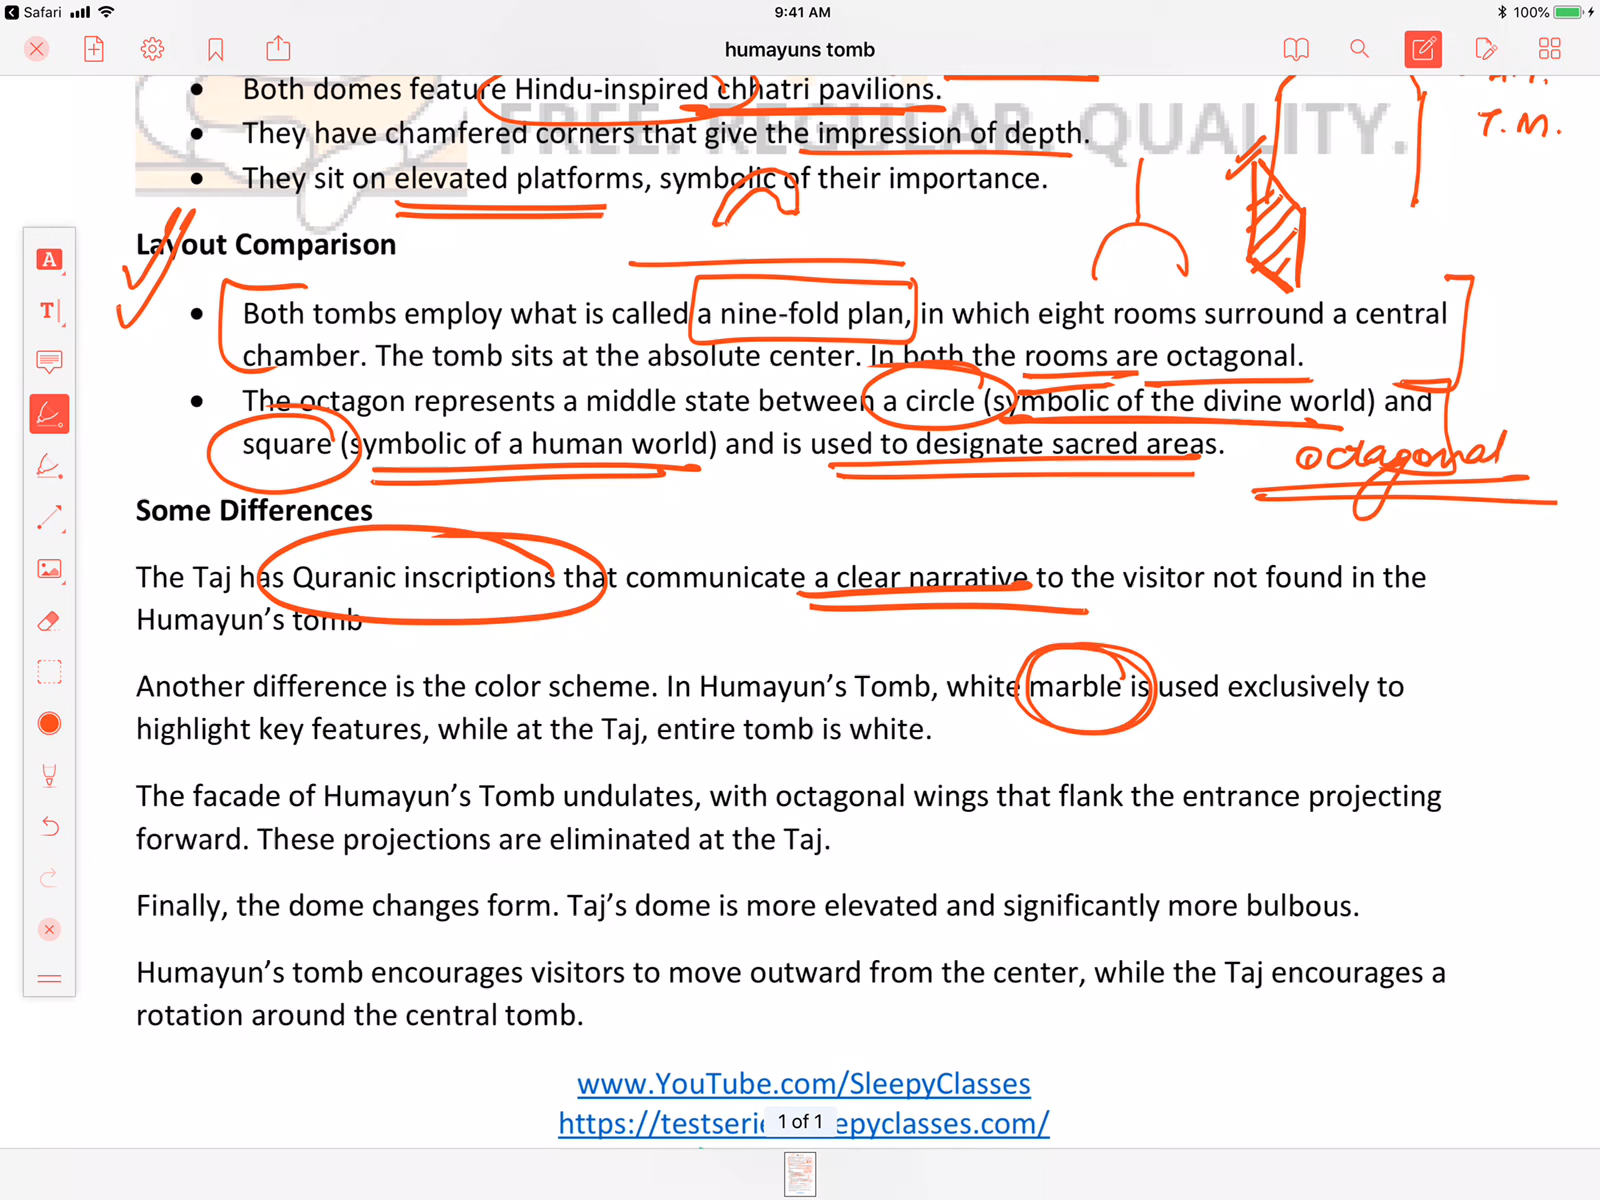 Safari
9:41 AM
100%
humayuns tomb
• Both domes feature Hindu-inspired chhatri pavilions.
T.M.
FREE. REGULAR. QUALITY.
• They have chamfered corners that give the impression of depth.
• They sit on elevated platforms, symbolic of their importance.
Layout Comparison
• Both tombs employ what is called a nine-fold plan, in which eight rooms surround a central
chamber. The tomb sits at the absolute center. In both the rooms are octagonal.
• The octagon represents a middle state between a circle (symbolic of the divine world) and
square (symbolic of a human world) and is used to designate sacred areas.
octagonal
Some Differences
The Taj has Quranic inscriptions that communicate a clear narrative to the visitor not found in the
Humayun's tomb
Another difference is the color scheme. In Humayun's Tomb, white marble is used exclusively to
highlight key features, while at the Taj, entire tomb is white.
The facade of Humayun's Tomb undulates, with octagonal wings that flank the entrance projecting
forward. These projections are eliminated at the Taj.
Finally, the dome changes form. Taj's dome is more elevated and significantly more bulbous.
Humayun's tomb encourages visitors to move outward from the center, while the Taj encourages a
rotation around the central tomb.
www.YouTube.com/SleepyClasses
https://testserie epyclasses.com/
1 of 1